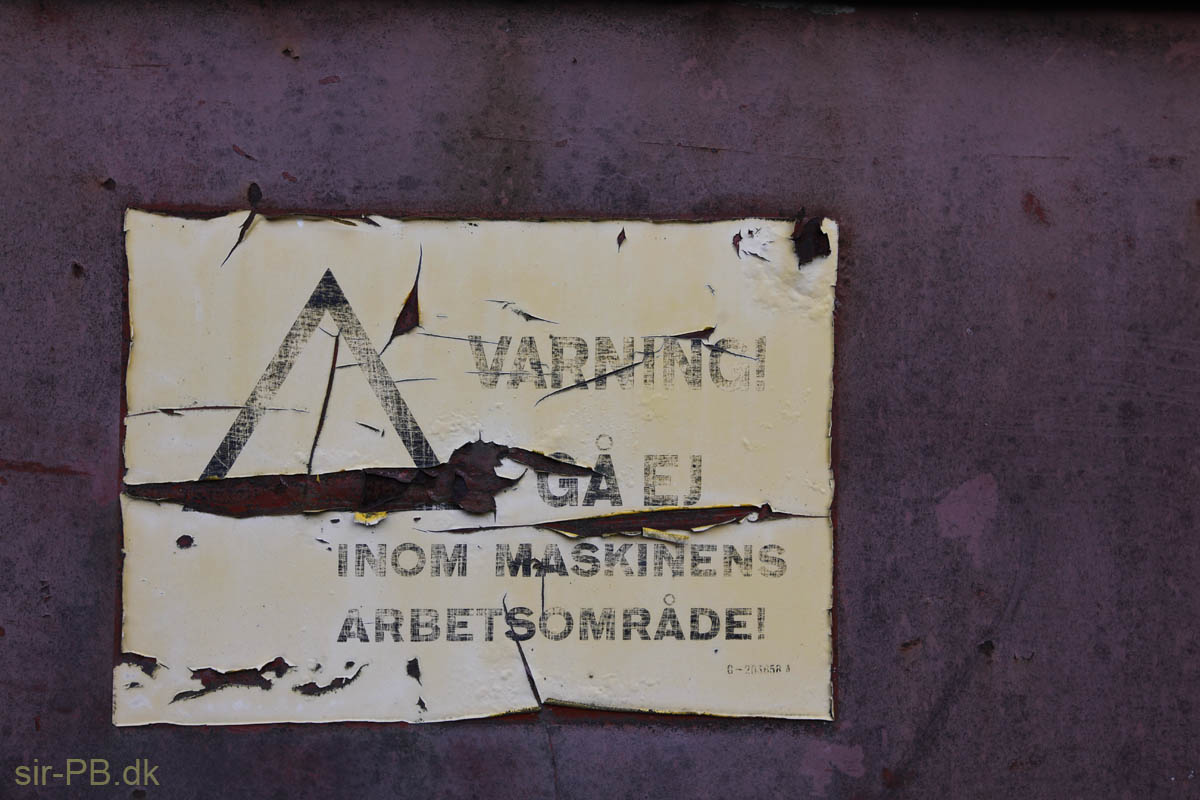 VARNING!
GÅ EJ
INOM MASKINENS
ARBETSOMRÅDE!
sir-PB.dk